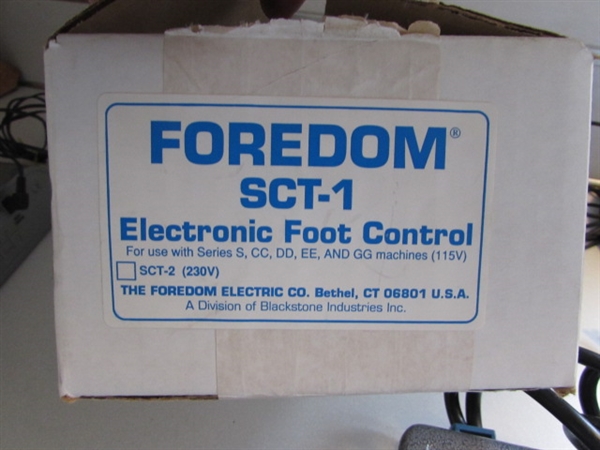 FOREDOM®
SCT-1
Electronic Foot Control
For use with Series S, CC, DD, EE, AND GG machines (115V)
SCT-2 (230V)
THE FOREDOM ELECTRIC CO. Bethel, CT 06801 U.S.A.
A Division of Blackstone Industries Inc.